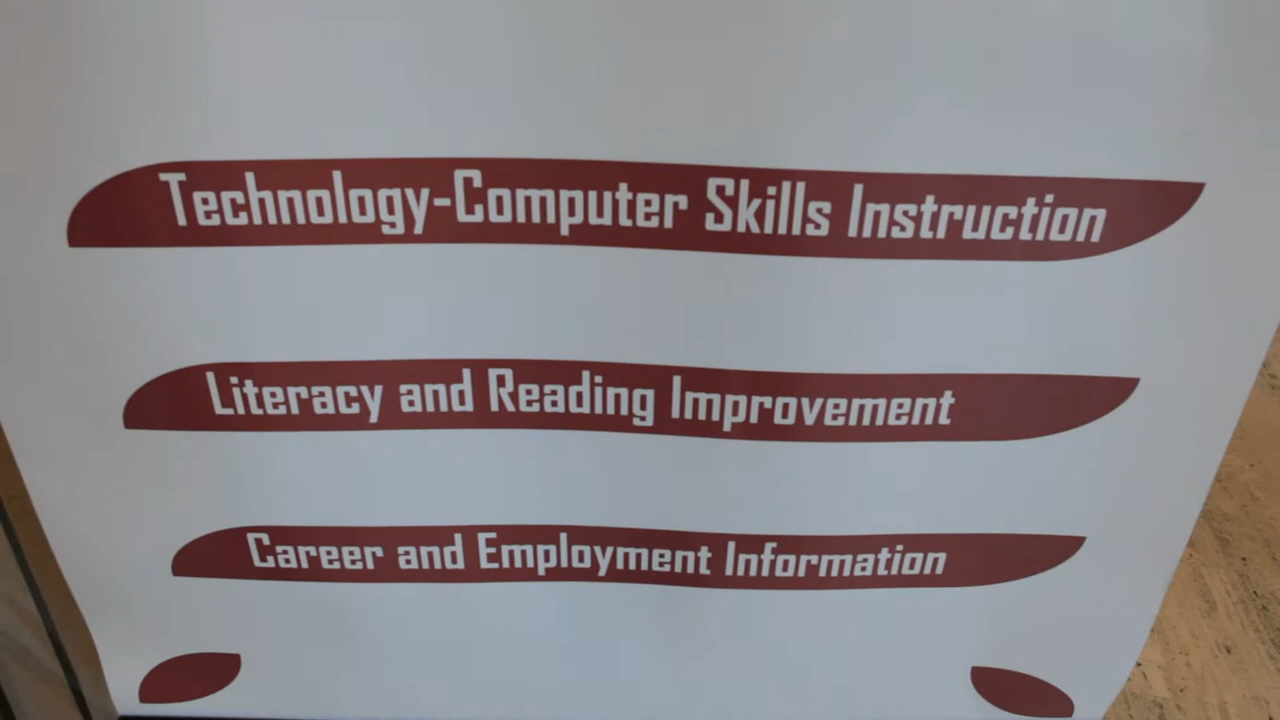 Technology-Computer Skills Instruction
Literacy and Reading Improvement
Career and Employment Information